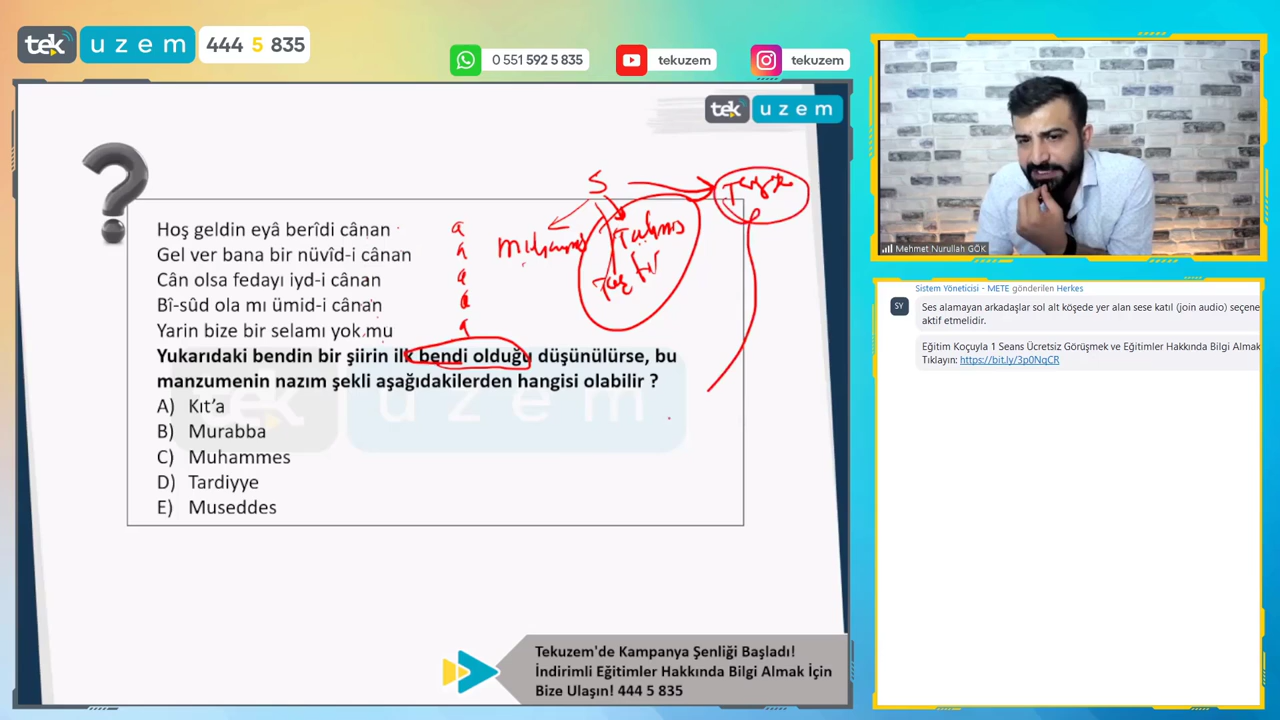 tek uzem 444 5 835
0 551 592 5 835
tekuzem
tekuzem
tek uzem
S
Hoş geldin eyâ berîdi cânan
Gel ver bana bir nüvîd-i cânan
Cân olsa fedayı iyd-i cânan
Bî-sûd ola mı ümid-i cânan
Yarin bize bir selamı yok mu
a
a
a
a
a
Muhammes
Tahmis
Yukarıdaki bendin bir şiirin ilk bendi olduğu düşünülürse, bu
manzumenin nazım şekli aşağıdakilerden hangisi olabilir ?
A) Kıt’a
B) Murabba
C) Muhammes
D) Tardiyye
E) Museddes
tek uzem
Tekuzem'de Kampanya Şenliği Başladı!
İndirimli Eğitimler Hakkında Bilgi Almak İçin
Bize Ulaşın! 444 5 835
Mehmet Nurullah GÖK
Sistem Yöneticisi - METE gönderilen Herkes
SY
Ses alamayan arkadaşlar sol alt köşede yer alan sese katıl (join audio) seçene
aktif etmelidir.
Eğitim Koçuyla 1 Seans Ücretsiz Görüşmek ve Eğitimler Hakkında Bilgi Almak
Tıklayın: https://bit.ly/3p0NqCR